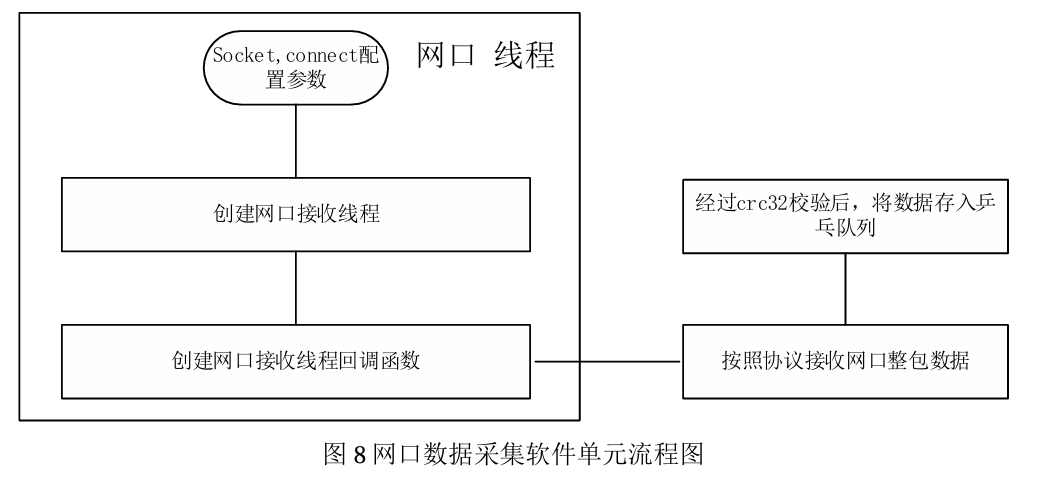 Socket,connect配
置参数
网口 线程
创建网口接收线程
经过crc32校验后，将数据存入乒
乓队列
创建网口接收线程回调函数
按照协议接收网口整包数据
图 8 网口数据采集软件单元流程图